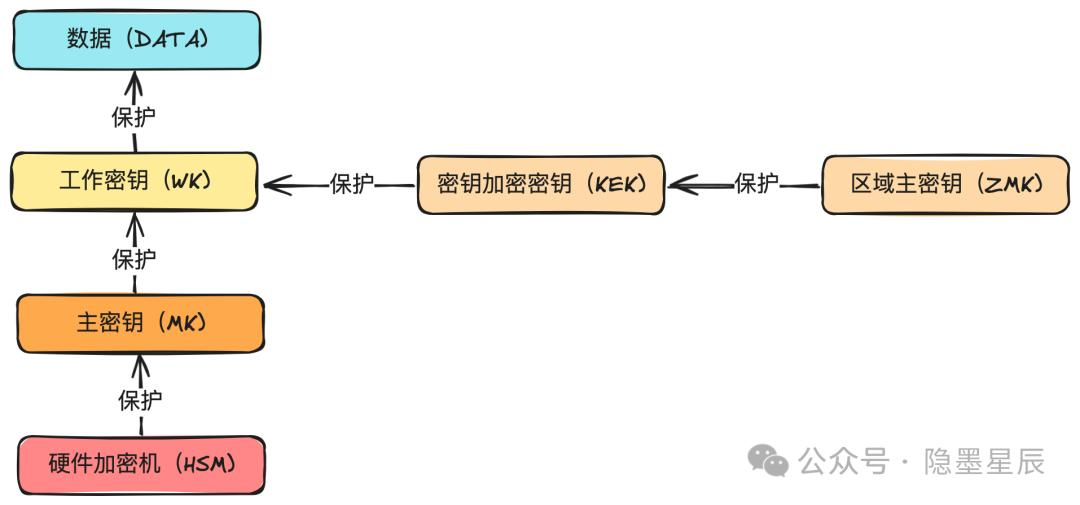 数据（DATA）
保护
工作密钥（WK）
保护
密钥加密密钥（KEK）
保护
区域主密钥（ZMK）
保护
主密钥（MK）
保护
硬件加密机（HSM）
公众号 · 隐墨星辰